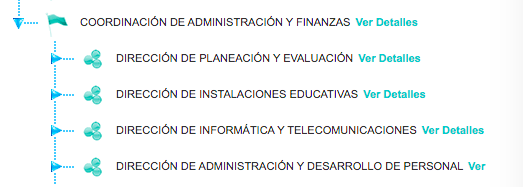 COORDINACIÓN DE ADMINISTRACIÓN Y FINANZAS Ver Detalles
DIRECCIÓN DE PLANEACIÓN Y EVALUACIÓN Ver Detalles
DIRECCIÓN DE INSTALACIONES EDUCATIVAS Ver Detalles
DIRECCIÓN DE INFORMÁTICA Y TELECOMUNICACIONES Ver Detalles
DIRECCIÓN DE ADMINISTRACIÓN Y DESARROLLO DE PERSONAL Ver